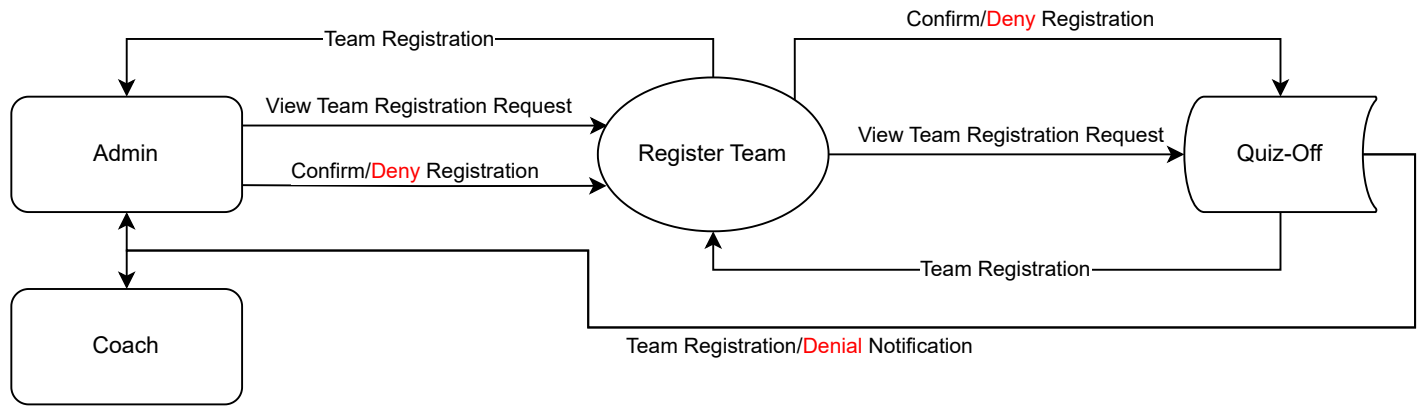 Confirm/Deny Registration
Team Registration
View Team Registration Request
View Team Registration Request
Admin
Register Team
Quiz-Off
Confirm/Deny Registration
Team Registration
Coach
Team Registration/Denial Notification